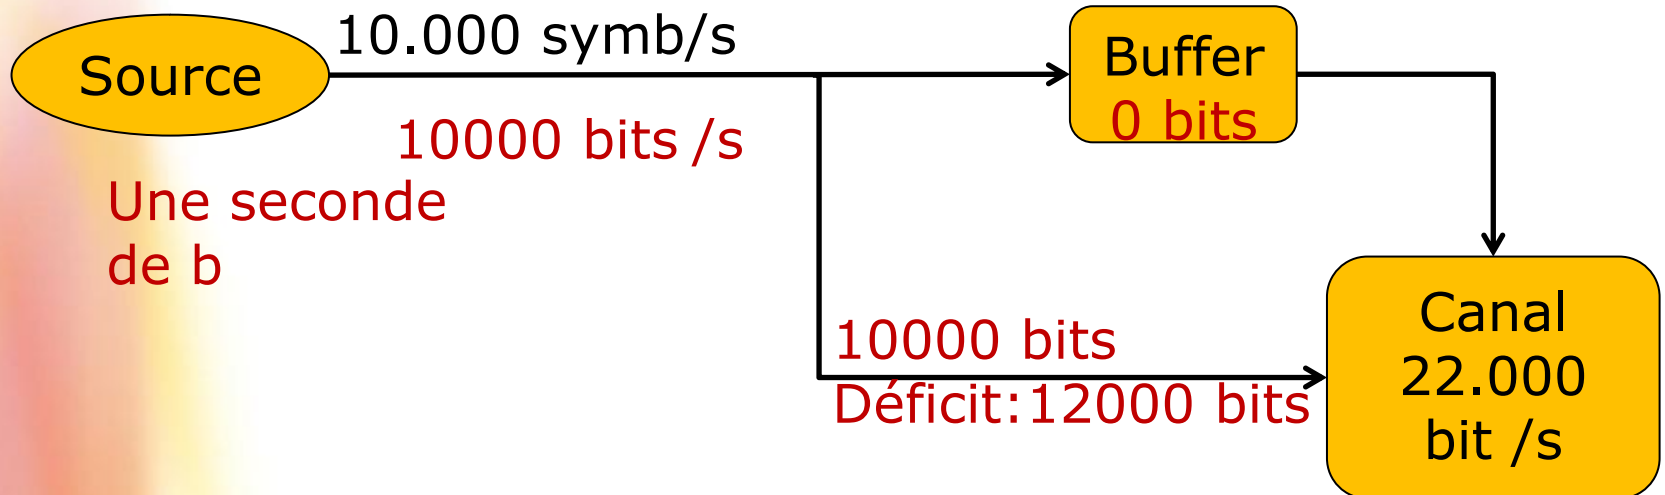 Source
10.000 symb/s
10000 bits /s
Une seconde
de b
Buffer
0 bits
10000 bits
Déficit:12000 bits
Canal
22.000
bit /s